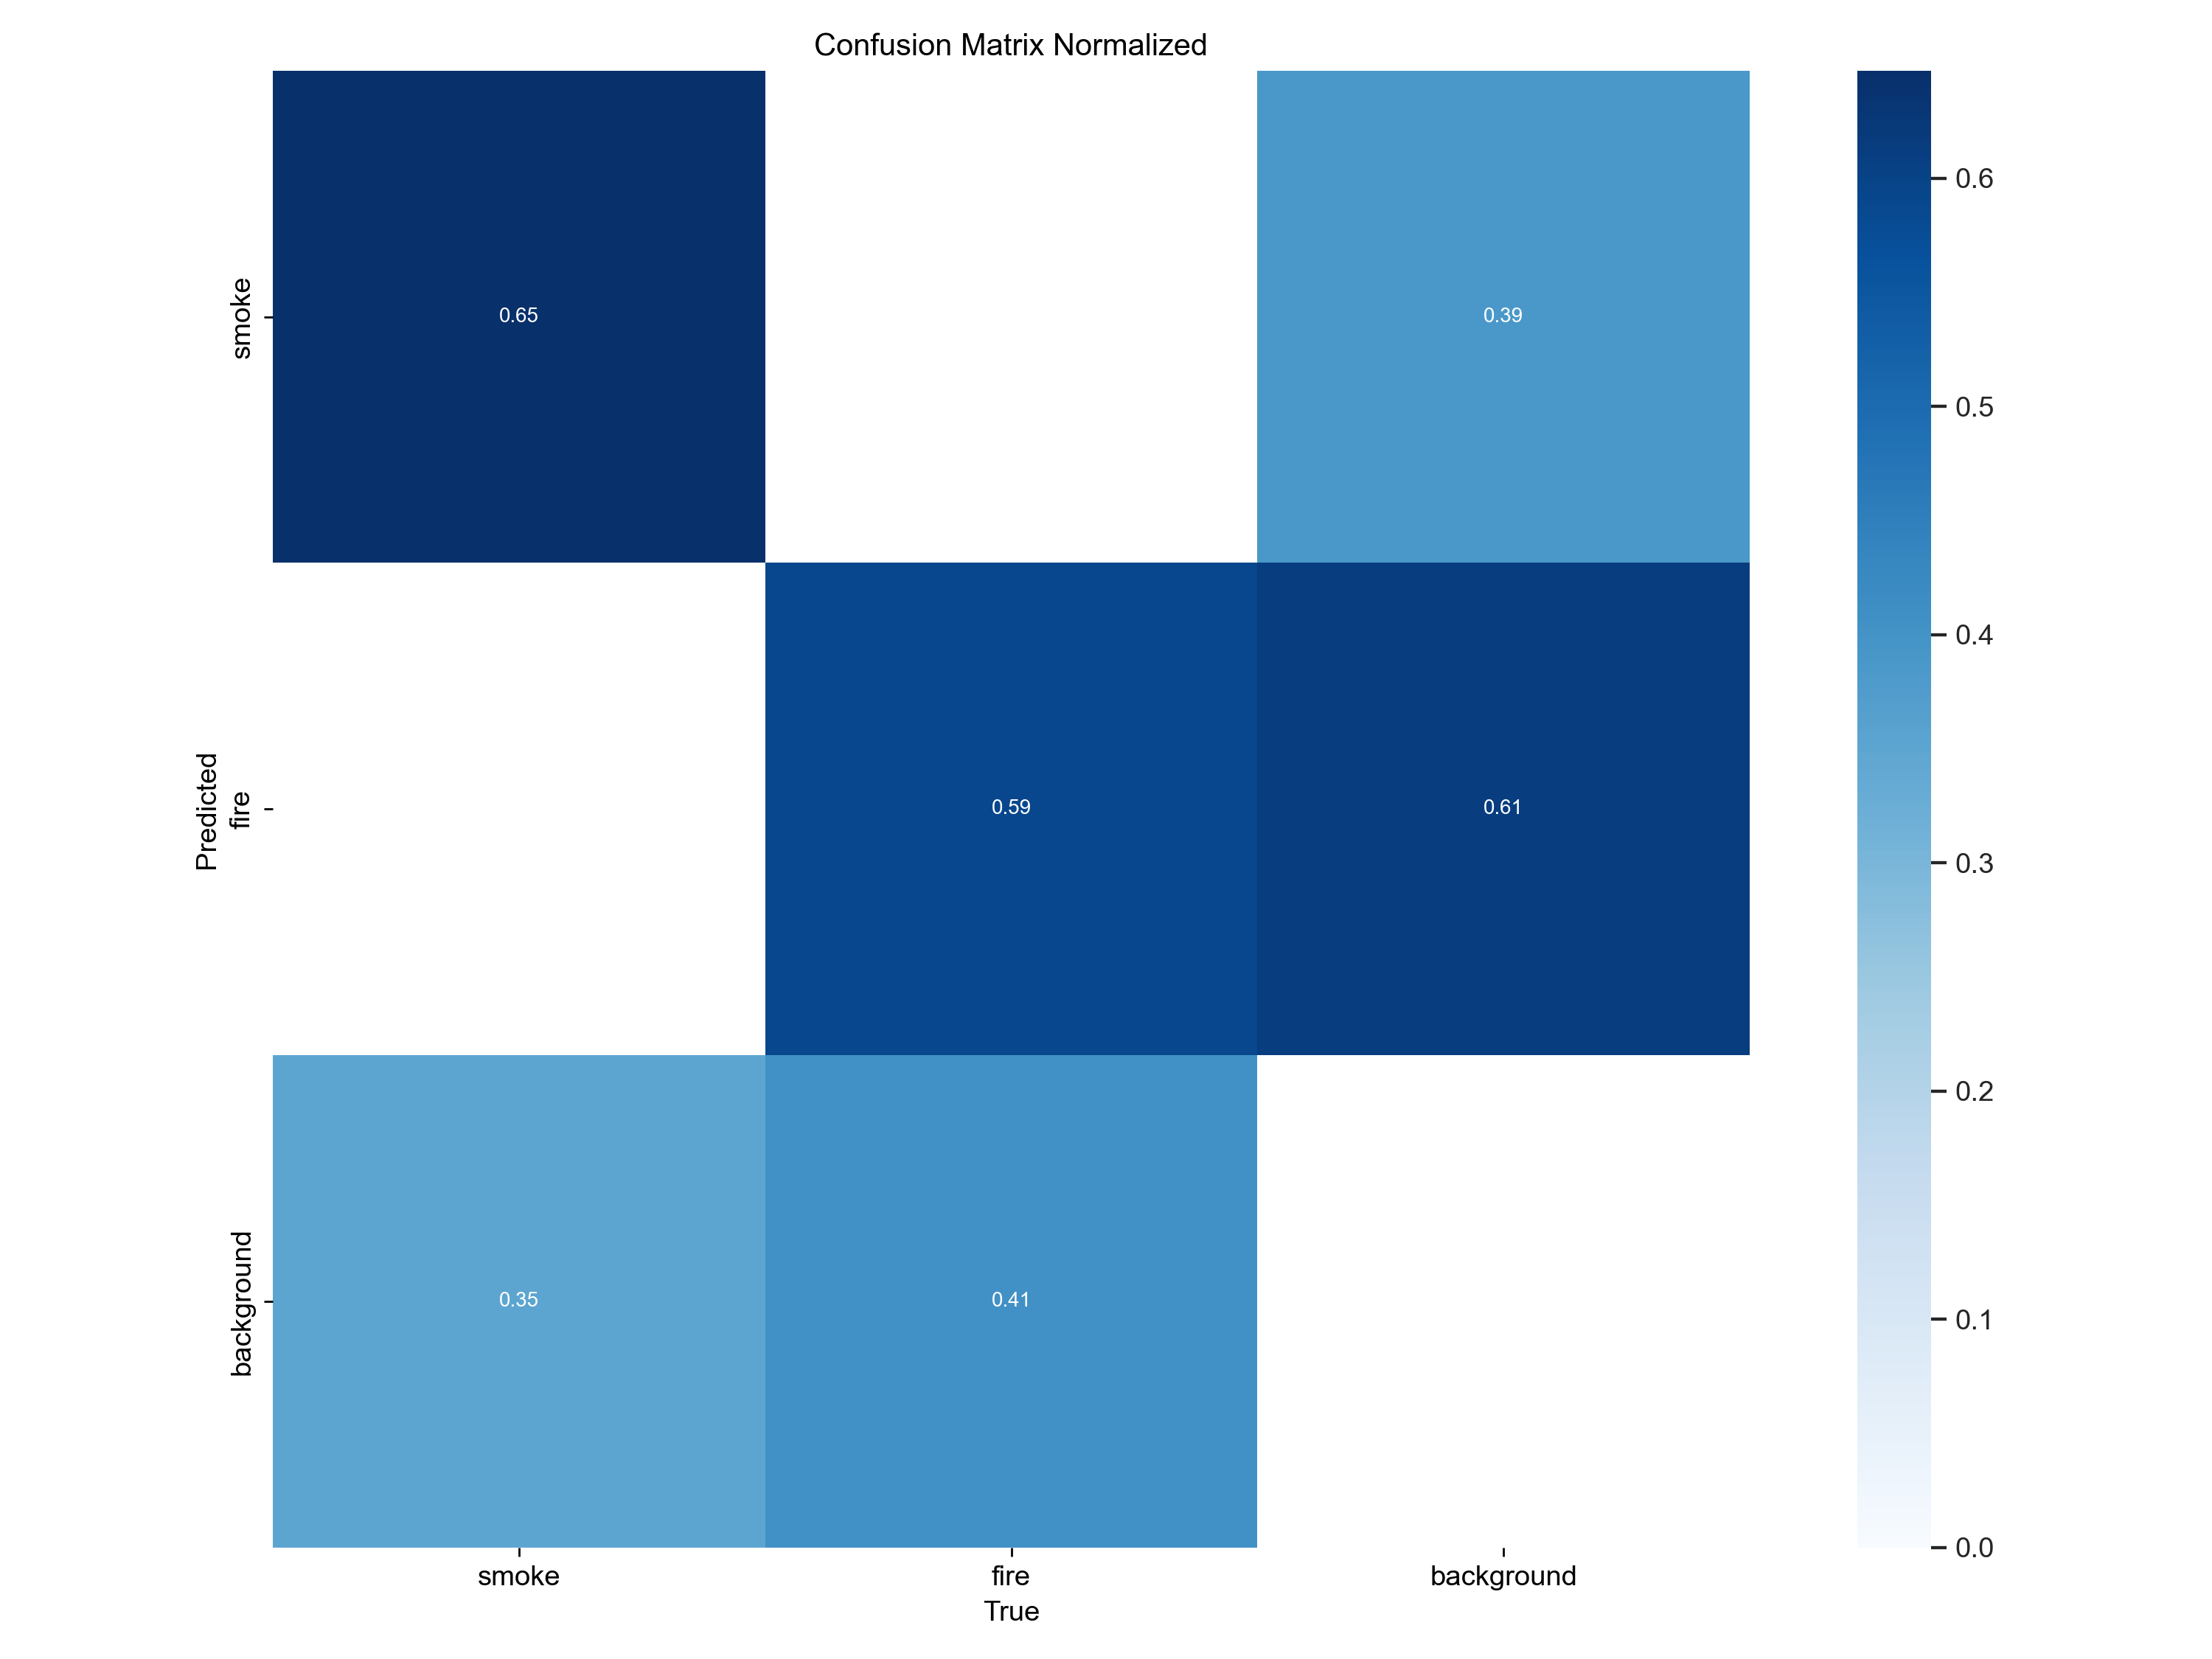 Confusion Matrix Normalized
smoke
fire
background
Predicted
0.65
0.39
0.59
0.61
0.35
0.41
smoke
fire
background
True
0.6
0.5
0.4
0.3
0.2
0.1
0.0